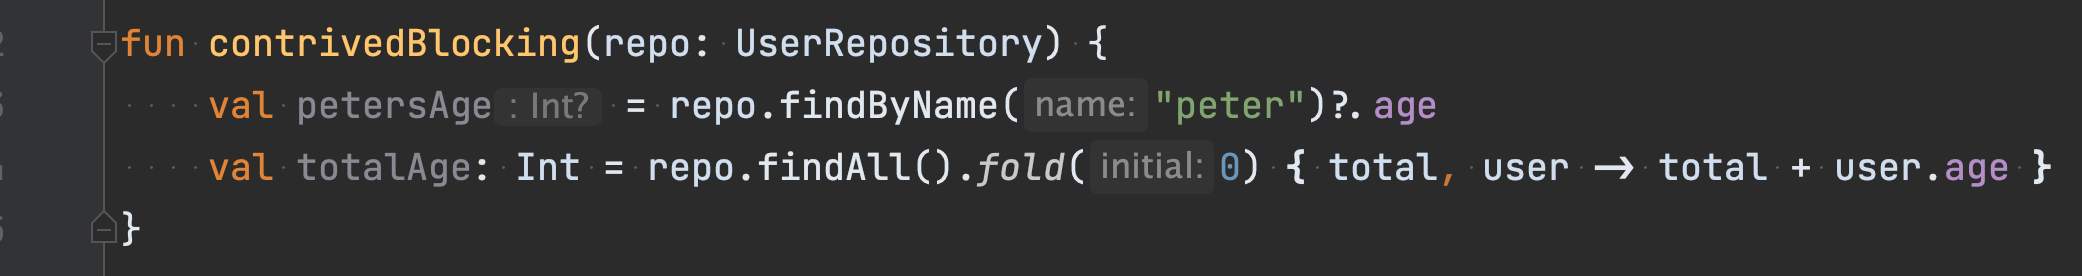 fun contrivedBlocking(repo: UserRepository) {
    val petersAge : Int? = repo.findByName( name: "peter")?.age
    val totalAge: Int = repo.findAll().fold( initial: 0) { total, user -> total + user.age }
}